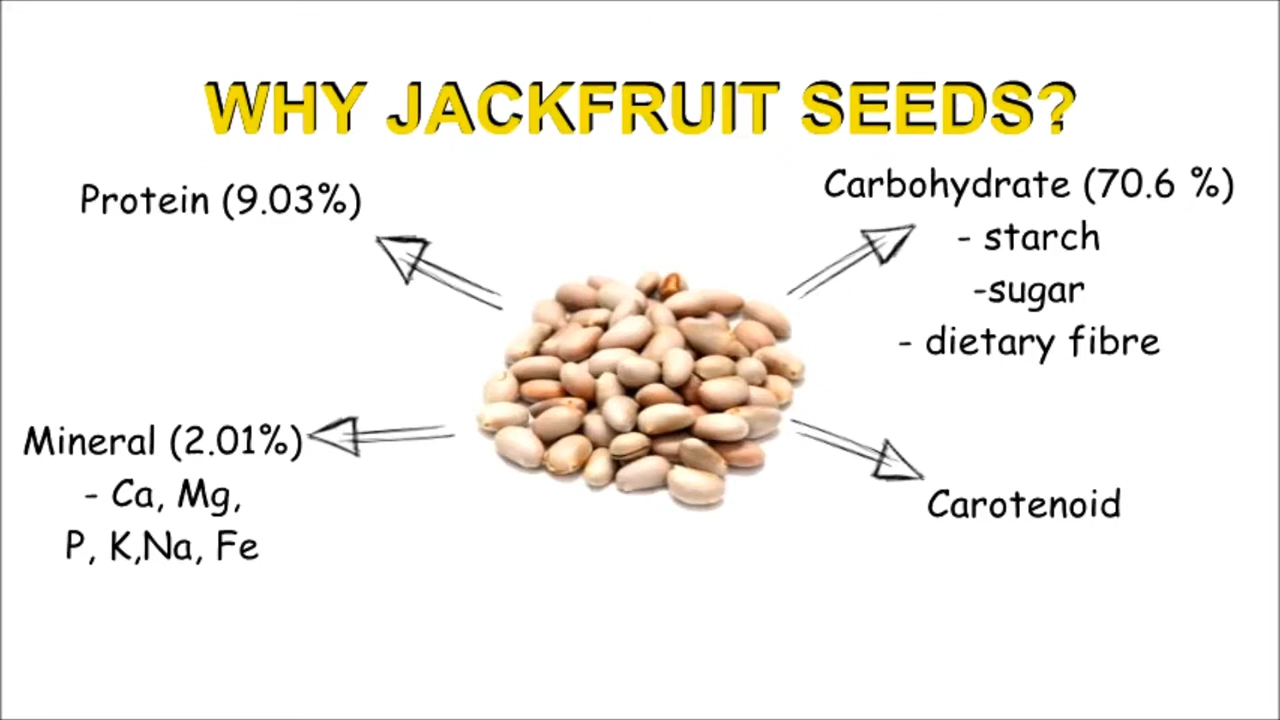 WHY JACKFRUIT SEEDS?
Protein (9.03%)
Carbohydrate (70.6 %)
- starch
-sugar
- dietary fibre
Mineral (2.01%)
- Ca, Mg,
P, K,Na, Fe
Carotenoid